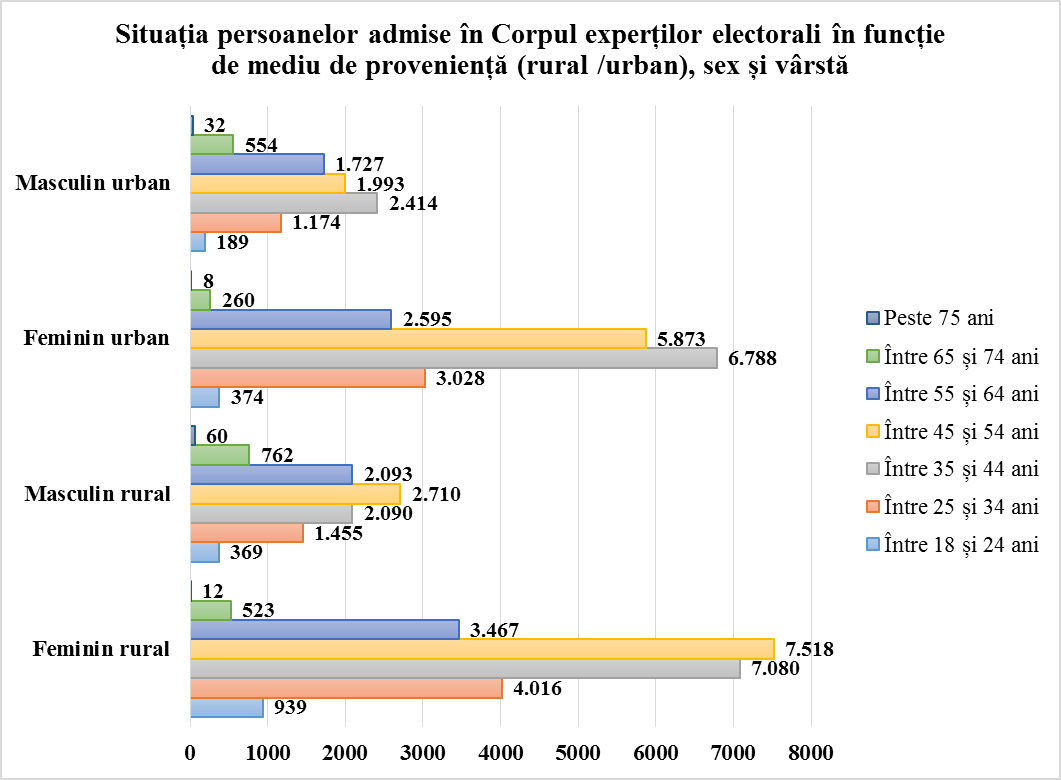 Situația persoanelor admise în Corpul experților electorali în funcție
de mediu de proveniență (rural /urban), sex și vârstă
Masculin urban
32
554
1.727
1.993
2.414
1.174
189
Feminin urban
8
260
2.595
5.873
6.788
3.028
374
Masculin rural
60
762
2.093
2.710
2.090
1.455
369
Feminin rural
12
523
3.467
7.518
7.080
4.016
939
0 1000 2000 3000 4000 5000 6000 7000 8000
Peste 75 ani
Între 65 și 74 ani
Între 55 și 64 ani
Între 45 și 54 ani
Între 35 și 44 ani
Între 25 și 34 ani
Între 18 și 24 ani